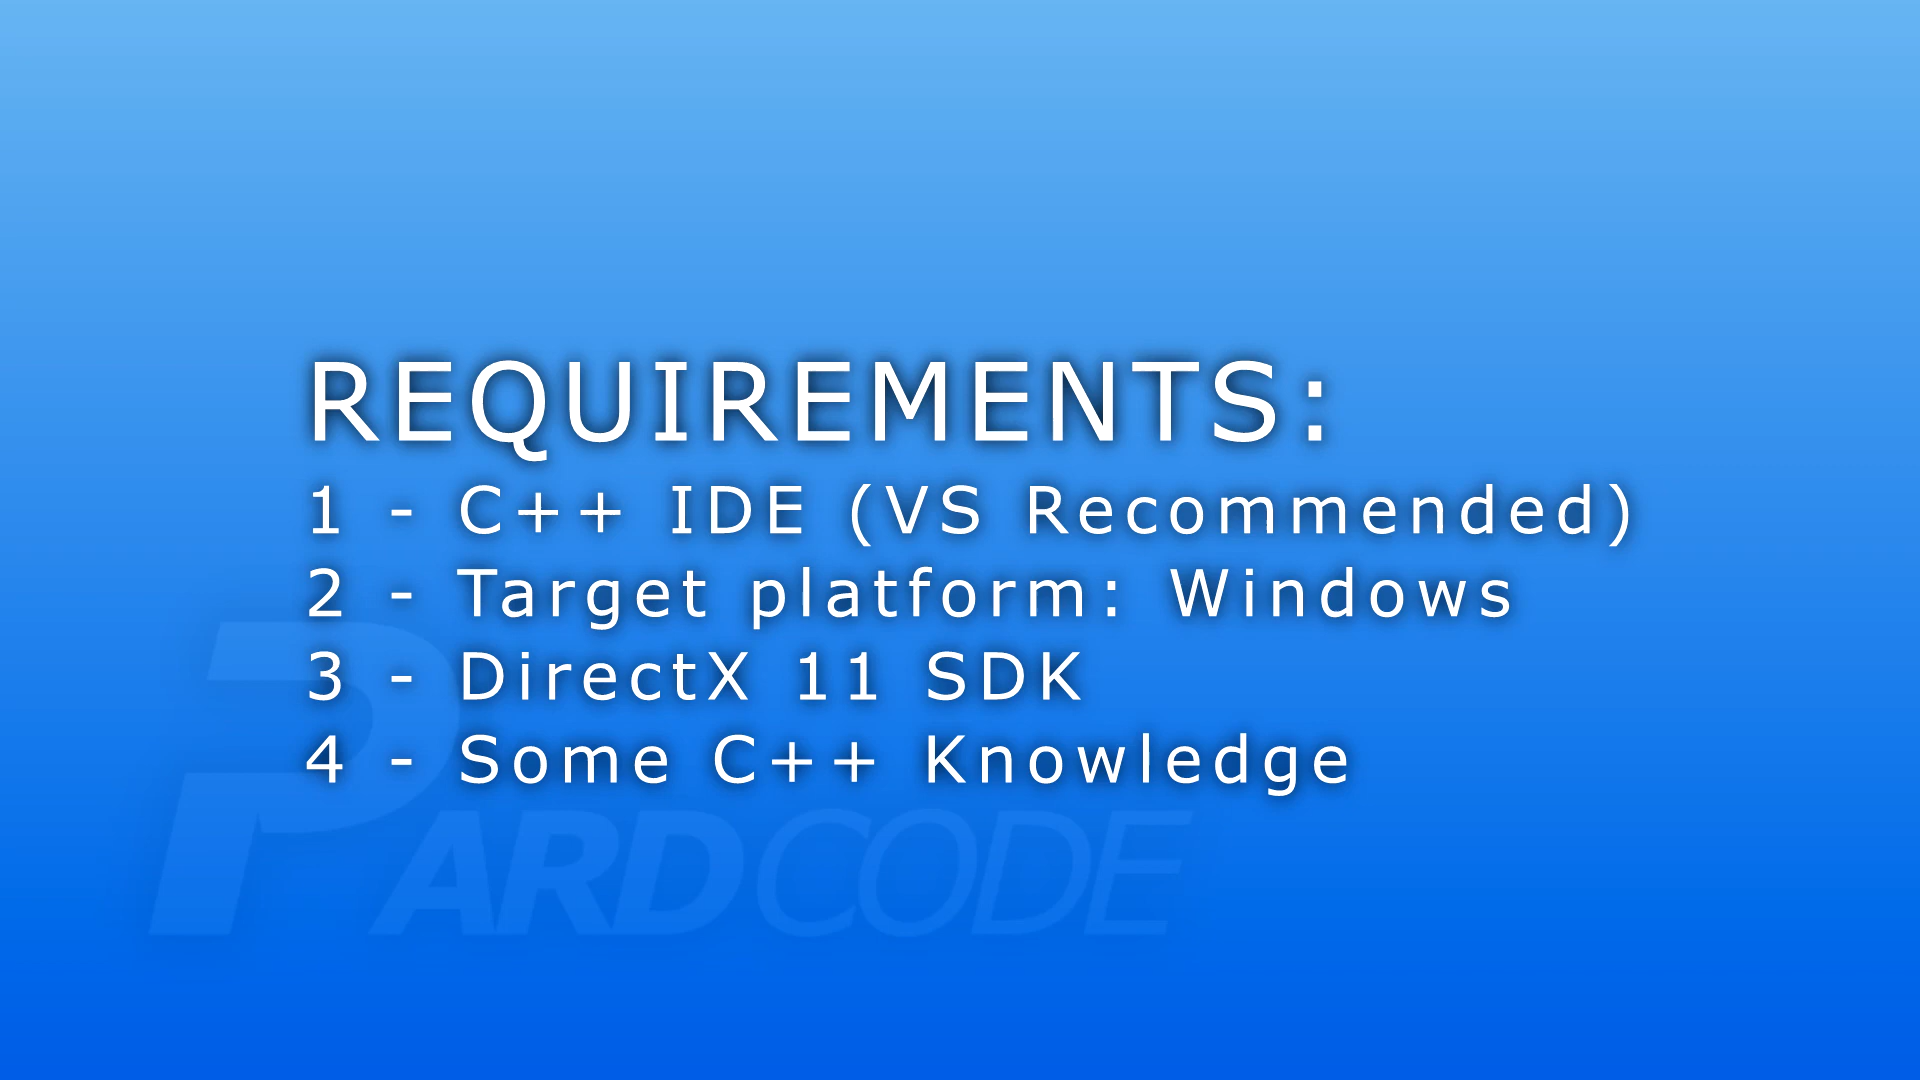 REQUIREMENTS:
1 - C++ IDE (VS Recommended)
2 - Target platform: Windows
3 - DirectX 11 SDK
4 - Some C++ Knowledge
PARDCODE